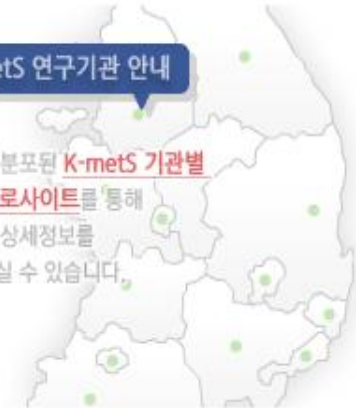 etS 연구기관 안내
분포된 K-metS 기관별
로사이트를 통해
상세정보를
실 수 있습니다.